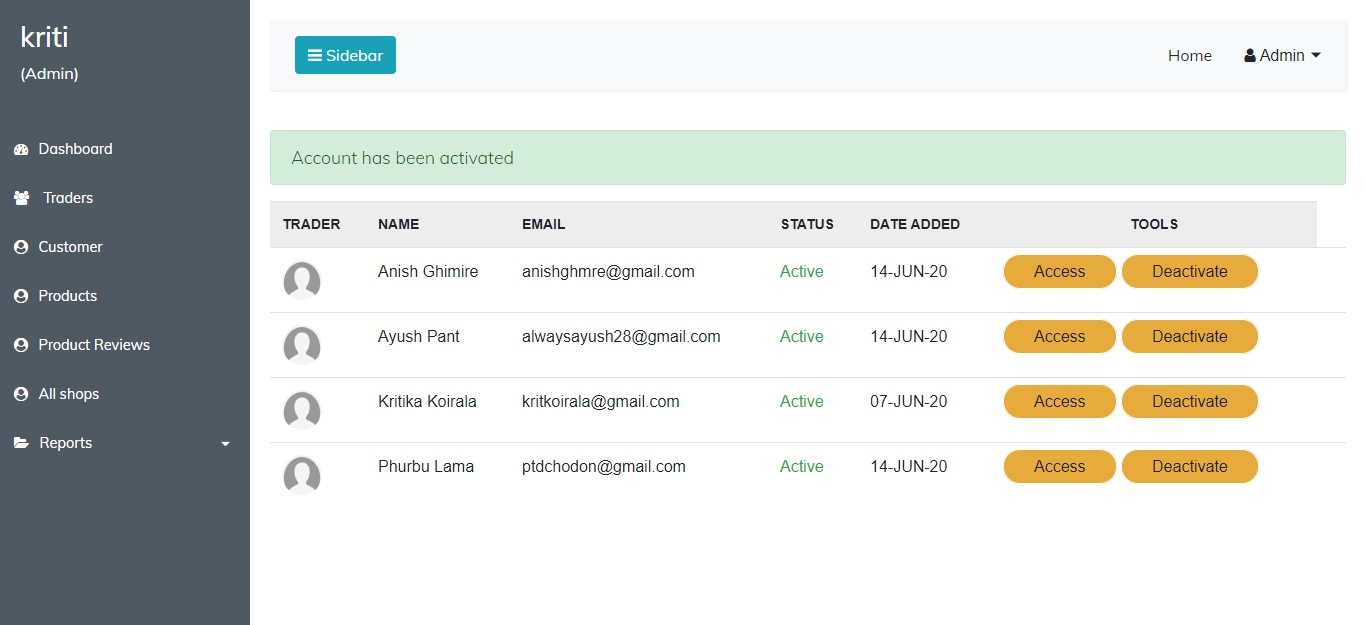 kriti
(Admin)
Dashboard
Traders
Customer
Products
Product Reviews
All shops
Reports
Sidebar
Home Admin
Account has been activated
TRADER NAME EMAIL STATUS DATE ADDED TOOLS
Anish Ghimire anishghmre@gmail.com Active 14-JUN-20 Access Deactivate
Ayush Pant alwaysayush28@gmail.com Active 14-JUN-20 Access Deactivate
Kritika Koirala kritkoirala@gmail.com Active 07-JUN-20 Access Deactivate
Phurbu Lama ptdchodon@gmail.com Active 14-JUN-20 Access Deactivate